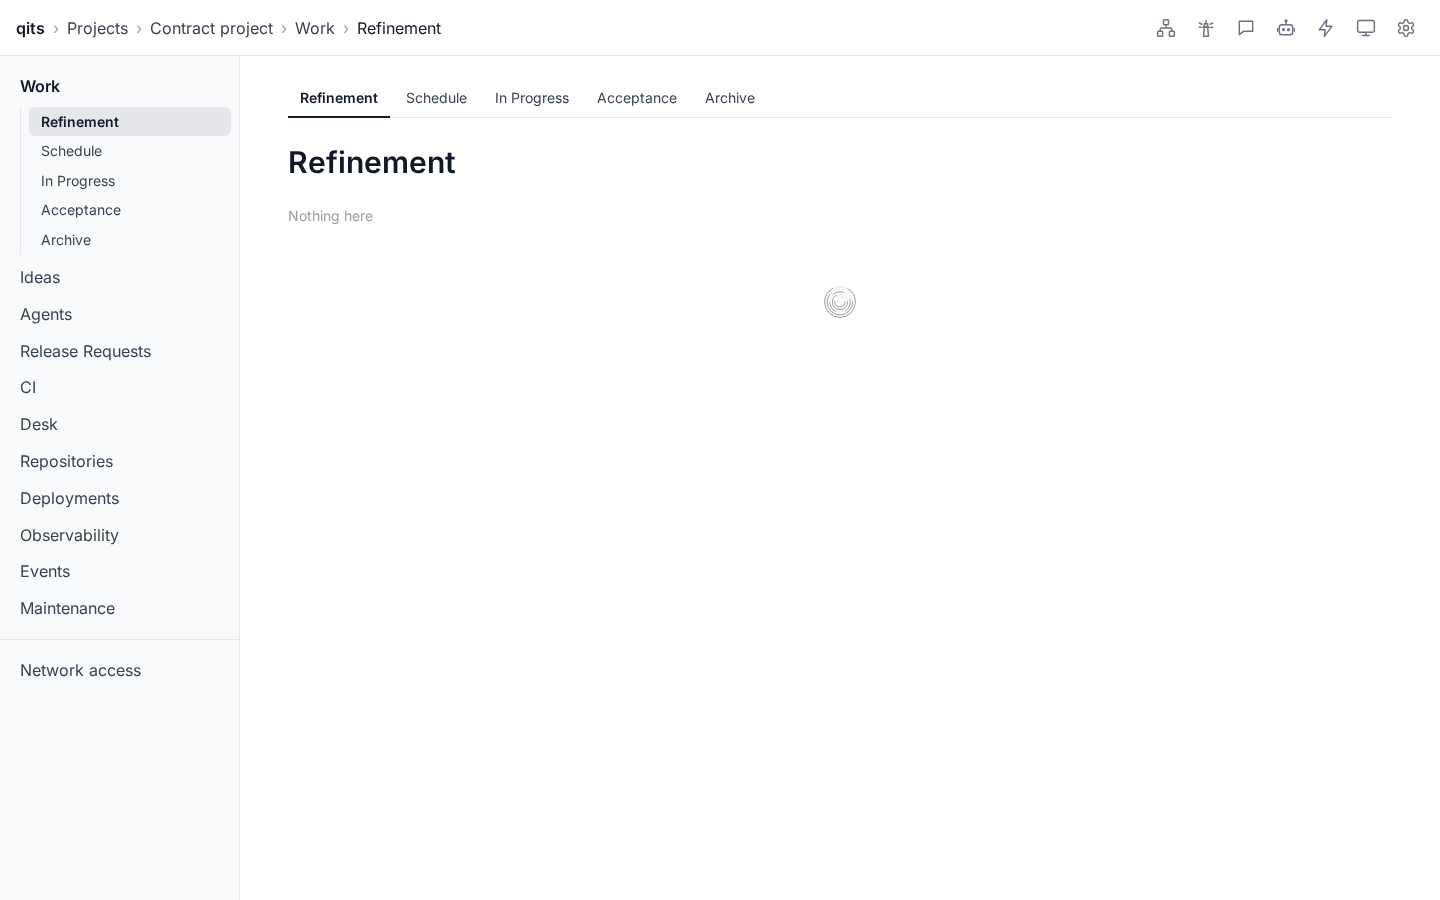 qits › Projects › Contract project › Work › Refinement
Work
Refinement
Schedule
In Progress
Acceptance
Archive
Ideas
Agents
Release Requests
CI
Desk
Repositories
Deployments
Observability
Events
Maintenance
Network access
Refinement Schedule In Progress Acceptance Archive
Refinement
Nothing here